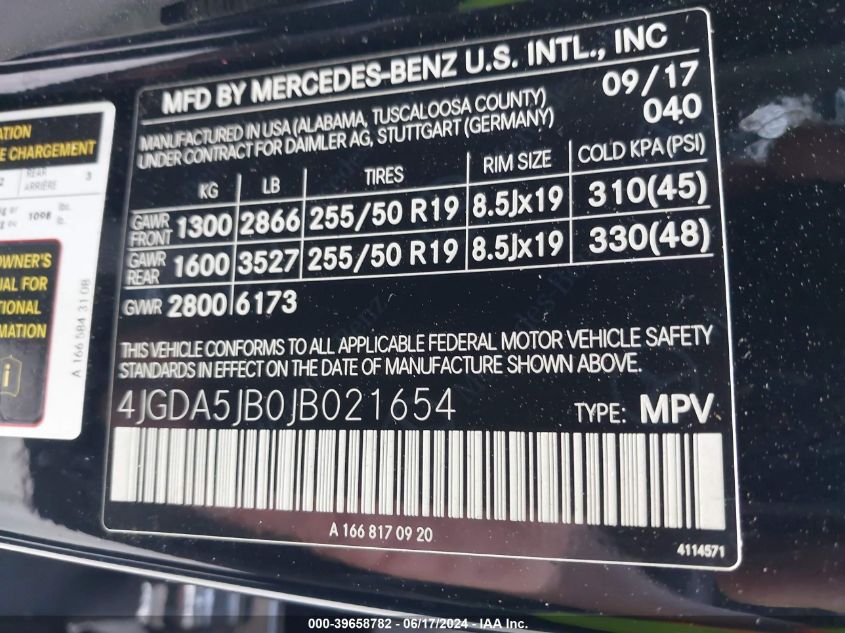 MFD BY MERCEDES-BENZ U.S. INTL., INC
MANUFACTURED IN USA (ALABAMA, TUSCALOOSA COUNTY) 09/17
UNDER CONTRACT FOR DAIMLER AG, STUTTGART (GERMANY) 040
KG LB TIRES RIM SIZE COLD KPA (PSI)
GAWR FRONT 1300 2866 255/50 R19 8.5Jx19 310(45)
GAWR REAR 1600 3527 255/50 R19 8.5Jx19 330(48)
GVWR 2800 6173
THIS VEHICLE CONFORMS TO ALL APPLICABLE FEDERAL MOTOR VEHICLE SAFETY
STANDARDS IN EFFECT ON THE DATE OF MANUFACTURE SHOWN ABOVE.
4JGDA5JB0JB021654 TYPE: MPV
A 166 817 09 20
4114571
A 166 584 31 08
E CHARGEMENT
REAR
ARRIÈRE 3
1098 lbs.
lb.
OWNER'S
FOR
i
000-39658782 - 06/17/2024 - IAA Inc.